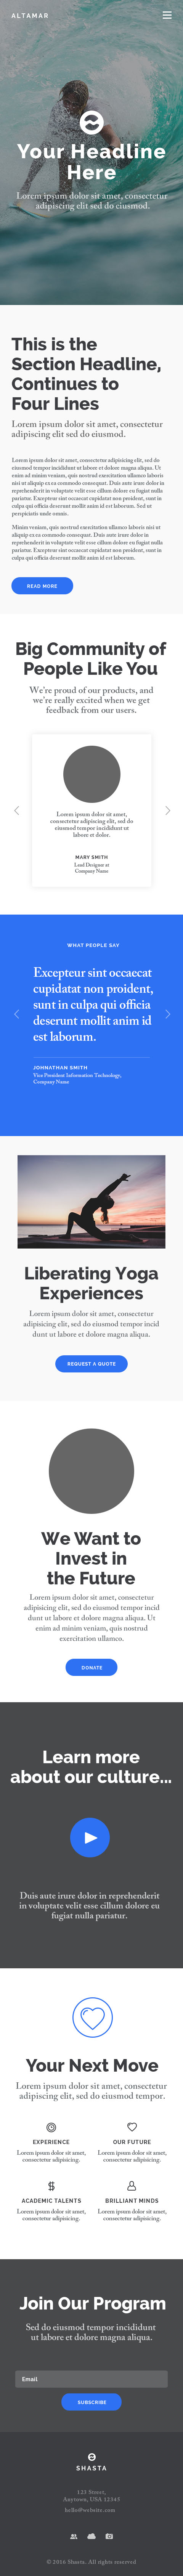 ALTAMAR
Your Headline
Here
Lorem ipsum dolor sit amet, consectetur
adipiscing elit sed do eiusmod.
This is the
Section Headline,
Continues to
Four Lines
Lorem ipsum dolor sit amet, consectetur
adipiscing elit sed do eiusmod.
Lorem ipsum dolor sit amet, consectetur adipisicing elit, sed do
eiusmod tempor incididunt ut labore et dolore magna aliqua. Ut
enim ad minim veniam, quis nostrud exercitation ullamco laboris
nisi ut aliquip ex ea commodo consequat. Duis aute irure dolor in
reprehenderit in voluptate velit esse cillum dolore eu fugiat nulla
pariatur. Excepteur sint occaecat cupidatat non proident, sunt in
culpa qui officia deserunt mollit anim id est laborum. Sed ut
perspiciatis unde omnis.
Minim veniam, quis nostrud exercitation ullamco laboris nisi ut
aliquip ex ea commodo consequat. Duis aute irure dolor in
reprehenderit in voluptate velit esse cillum dolore eu fugiat nulla
pariatur. Excepteur sint occaecat cupidatat non proident, sunt in
culpa qui officia deserunt mollit anim id est laborum.
READ MORE
Big Community of
People Like You
We're proud of our products, and
we're really excited when we get
feedback from our users.
Lorem ipsum dolor sit amet,
consectetur adipisicing elit, sed do
eiusmod tempor incididunt ut
labore et dolor.
MARY SMITH
Lead Designer at
Company Name
WHAT PEOPLE SAY
Excepteur sint occaecat
cupidatat non proident,
sunt in culpa qui officia
deserunt mollit anim id
est laborum.
JOHNATHAN SMITH
Vice President Information Technology,
Company Name
Liberating Yoga
Experiences
Lorem ipsum dolor sit amet, consectetur
adipisicing elit, sed do eiusmod tempor incid
dunt ut labore et dolore magna aliqua.
REQUEST A QUOTE
We Want to
Invest in
the Future
Lorem ipsum dolor sit amet, consectetur
adipisicing elit, sed do eiusmod tempor incid
dunt ut labore et dolore magna aliqua. Ut
enim ad minim veniam, quis nostrud
exercitation ullamco.
DONATE
Learn more
about our culture...
Duis aute irure dolor in reprehenderit
in voluptate velit esse cillum dolore eu
fugiat nulla pariatur.
Your Next Move
Lorem ipsum dolor sit amet, consectetur
adipisicing elit, sed do eiusmod tempor.
EXPERIENCE
Lorem ipsum dolor sit amet,
consectetur adipisicing.
OUR FUTURE
Lorem ipsum dolor sit amet,
consectetur adipisicing.
ACADEMIC TALENTS
Lorem ipsum dolor sit amet,
consectetur adipisicing.
BRILLIANT MINDS
Lorem ipsum dolor sit amet,
consectetur adipisicing.
Join Our Program
Sed do eiusmod tempor incididunt
ut labore et dolore magna aliqua.
Email
SUBSCRIBE
SHASTA
123 Street,
Anytown, USA 12345
hello@website.com
© 2016 Shasta. All rights reserved